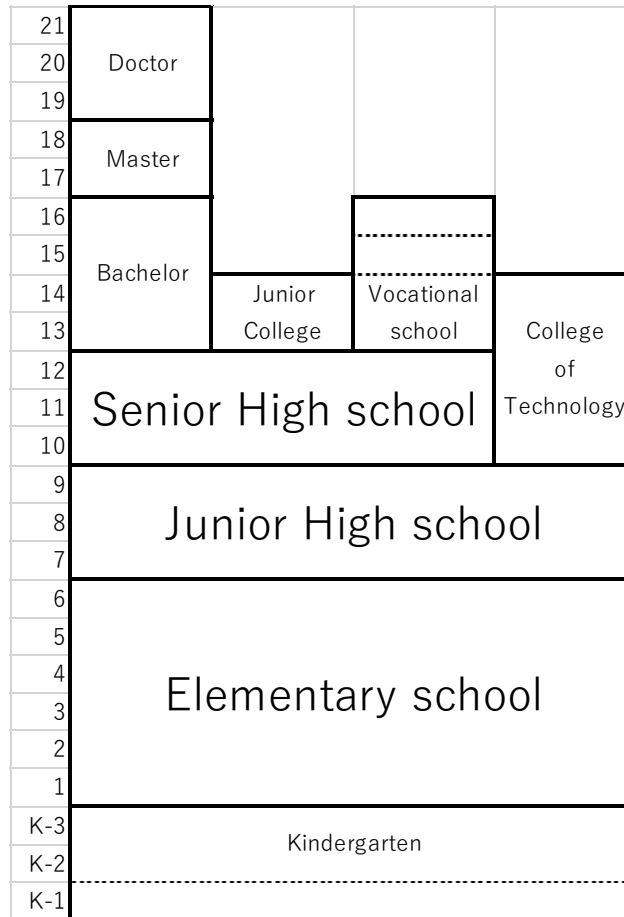 21
20
Doctor
19
18
Master
17
16
15
Bachelor
14
Junior
Vocational
13
College
school
College
12
of
11
Senior High school
Technology
10
9
8
Junior High school
7
6
5
4
Elementary school
3
2
1
K-3
Kindergarten
K-2
K-1